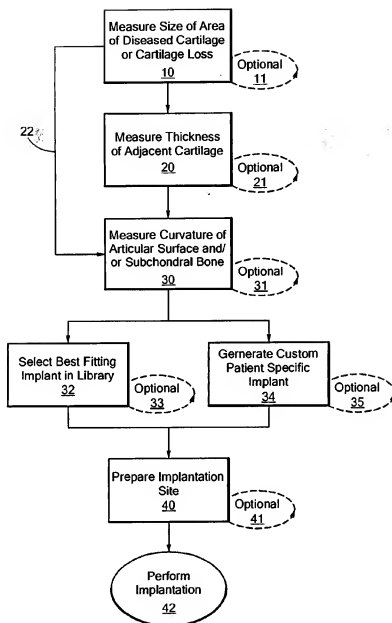 Measure Size of Area
of Diseased Cartilage
or Cartilage Loss
10
Optional
11
22
Measure Thickness
of Adjacent Cartilage
20
Optional
21
Measure Curvature of
Articular Surface and/
or Subchondral Bone
30
Optional
31
Select Best Fitting
Implant in Library
32
Optional
33
Gernerate Custom
Patient Specific
Implant
34
Optional
35
Prepare Implantation
Site
40
Optional
41
Perform
Implantation
42